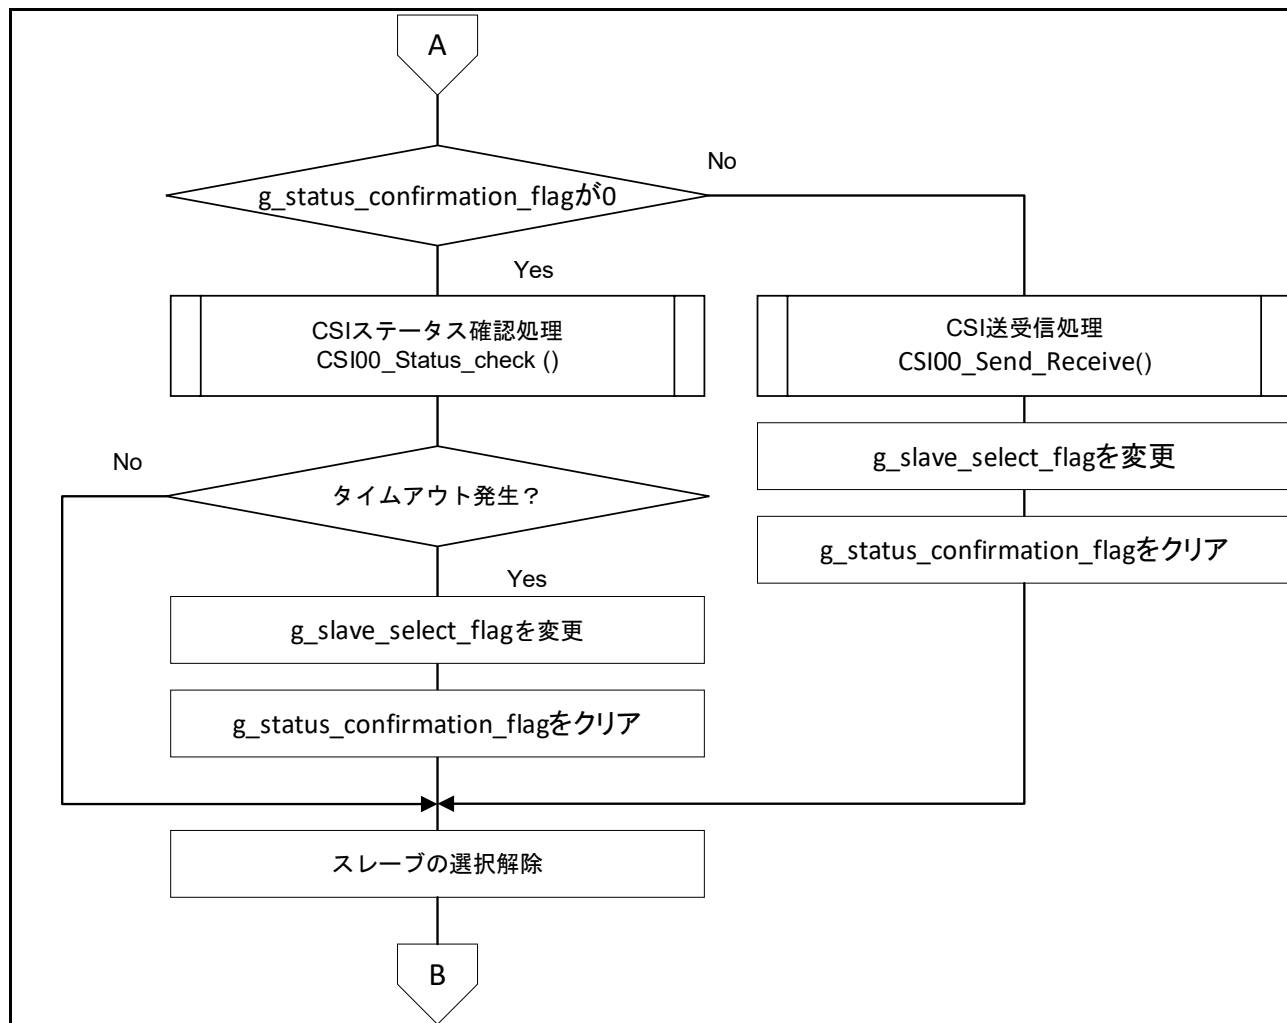 A
No
g_status_confirmation_flagが0
Yes
CSIステータス確認処理
CSI00_Status_check ()
CSI送受信処理
CSI00_Send_Receive()
g_slave_select_flagを変更
No
タイムアウト発生？
g_status_confirmation_flagをクリア
Yes
g_slave_select_flagを変更
g_status_confirmation_flagをクリア
スレーブの選択解除
B